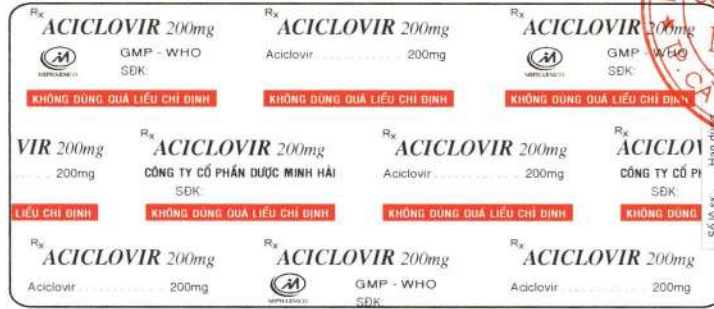 Rx ACICLOVIR 200mg
MIPHARMCO
GMP - WHO
SĐK:
KHÔNG DÙNG QUÁ LIỀU CHỈ ĐỊNH
Rx ACICLOVIR 200mg
Aciclovir ............ 200mg
KHÔNG DÙNG QUÁ LIỀU CHỈ ĐỊNH
Rx ACICLOVIR 200mg
MIPHARMCO
GMP - WHO
SĐK:
KHÔNG DÙNG QUÁ LIỀU CHỈ ĐỊNH
VIR 200mg
..... 200mg
LIỀU CHỈ ĐỊNH
Rx ACICLOVIR 200mg
CÔNG TY CỔ PHẦN DƯỢC MINH HẢI
SĐK:
KHÔNG DÙNG QUÁ LIỀU CHỈ ĐỊNH
Rx ACICLOVIR 200mg
Aciclovir ............ 200mg
KHÔNG DÙNG QUÁ LIỀU CHỈ ĐỊNH
Rx ACICLOV
CÔNG TY CỔ PH
SĐK:
KHÔNG DÙNG
Rx ACICLOVIR 200mg
Aciclovir ............ 200mg
Rx ACICLOVIR 200mg
MIPHARMCO
GMP - WHO
SĐK:
Rx ACICLOVIR 200mg
Aciclovir ............ 200mg